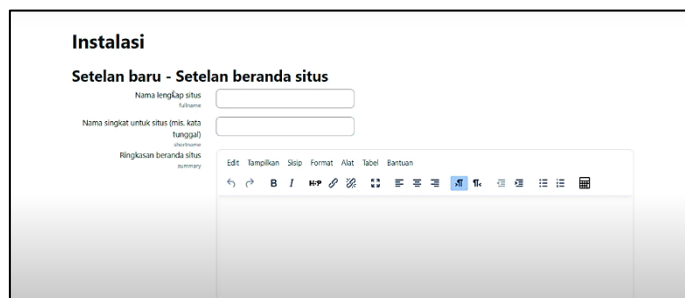 Instalasi
Setelan baru - Setelan beranda situs
Nama lengkap situs
fullname
Nama singkat untuk situs (mis. kata
tunggal)
shortname
Ringkasan beranda situs
summary
Edit Tampilkan Sisip Format Alat Tabel Bantuan
B I H-P